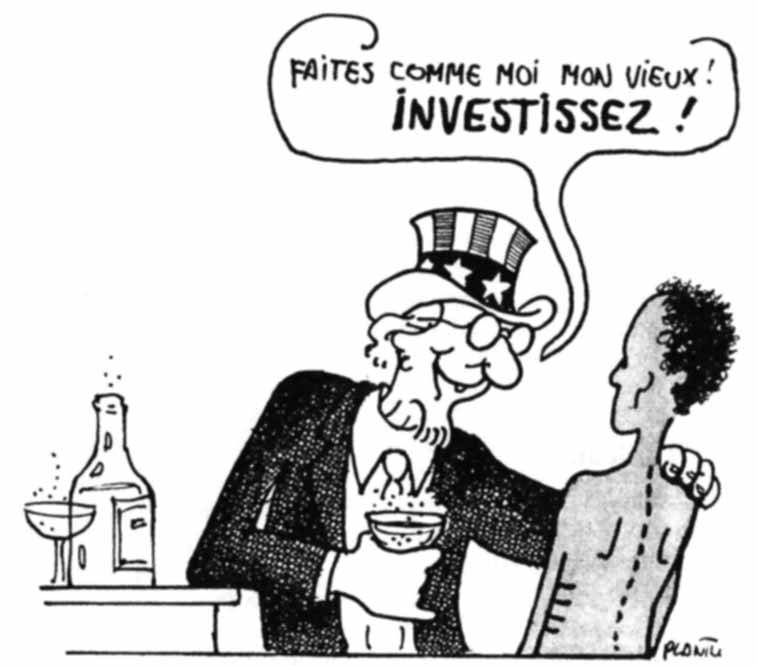 FAITES COMME MOI MON VIEUX!
INVESTISSEZ!
PLANTU